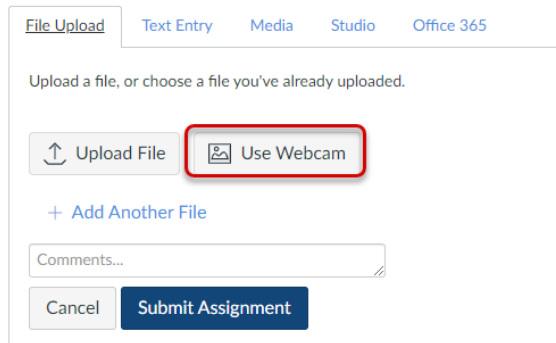 File Upload Text Entry Media Studio Office 365
Upload a file, or choose a file you've already uploaded.
Upload File Use Webcam
+ Add Another File
Comments...
Cancel Submit Assignment